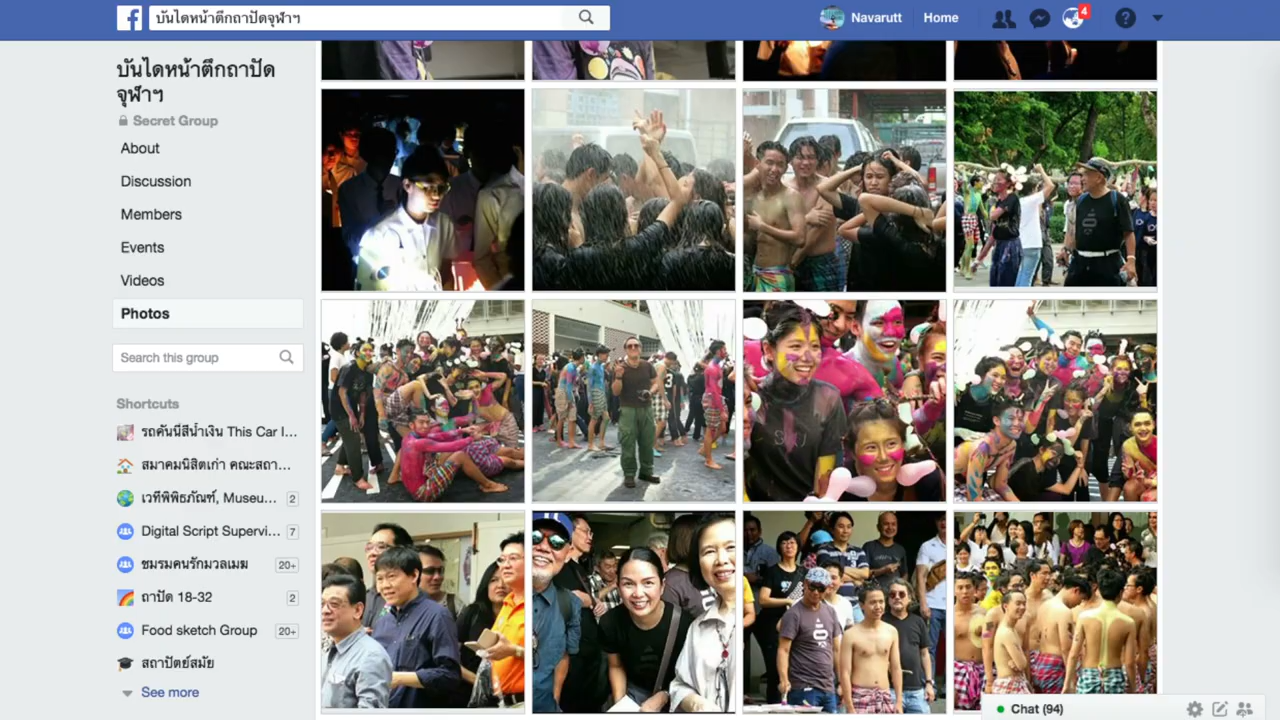 บันไดหน้าตึกถาปัดจุฬาฯ
Navarutt
Home
4
บันไดหน้าตึกถาปัด
จุฬาฯ
Secret Group
About
Discussion
Members
Events
Videos
Photos
Search this group
Shortcuts
รถคันนี้สีน้ำเงิน This Car I...
สมาคมนิสิตเก่า คณะสถา...
เวทีพิพิธภัณฑ์, Museu... 2
Digital Script Supervi... 7
ชมรมคนรักมวลเมฆ 20+
ถาปัด 18-32 2
Food sketch Group 20+
สถาปัตย์สมัย
See more
Chat (94)